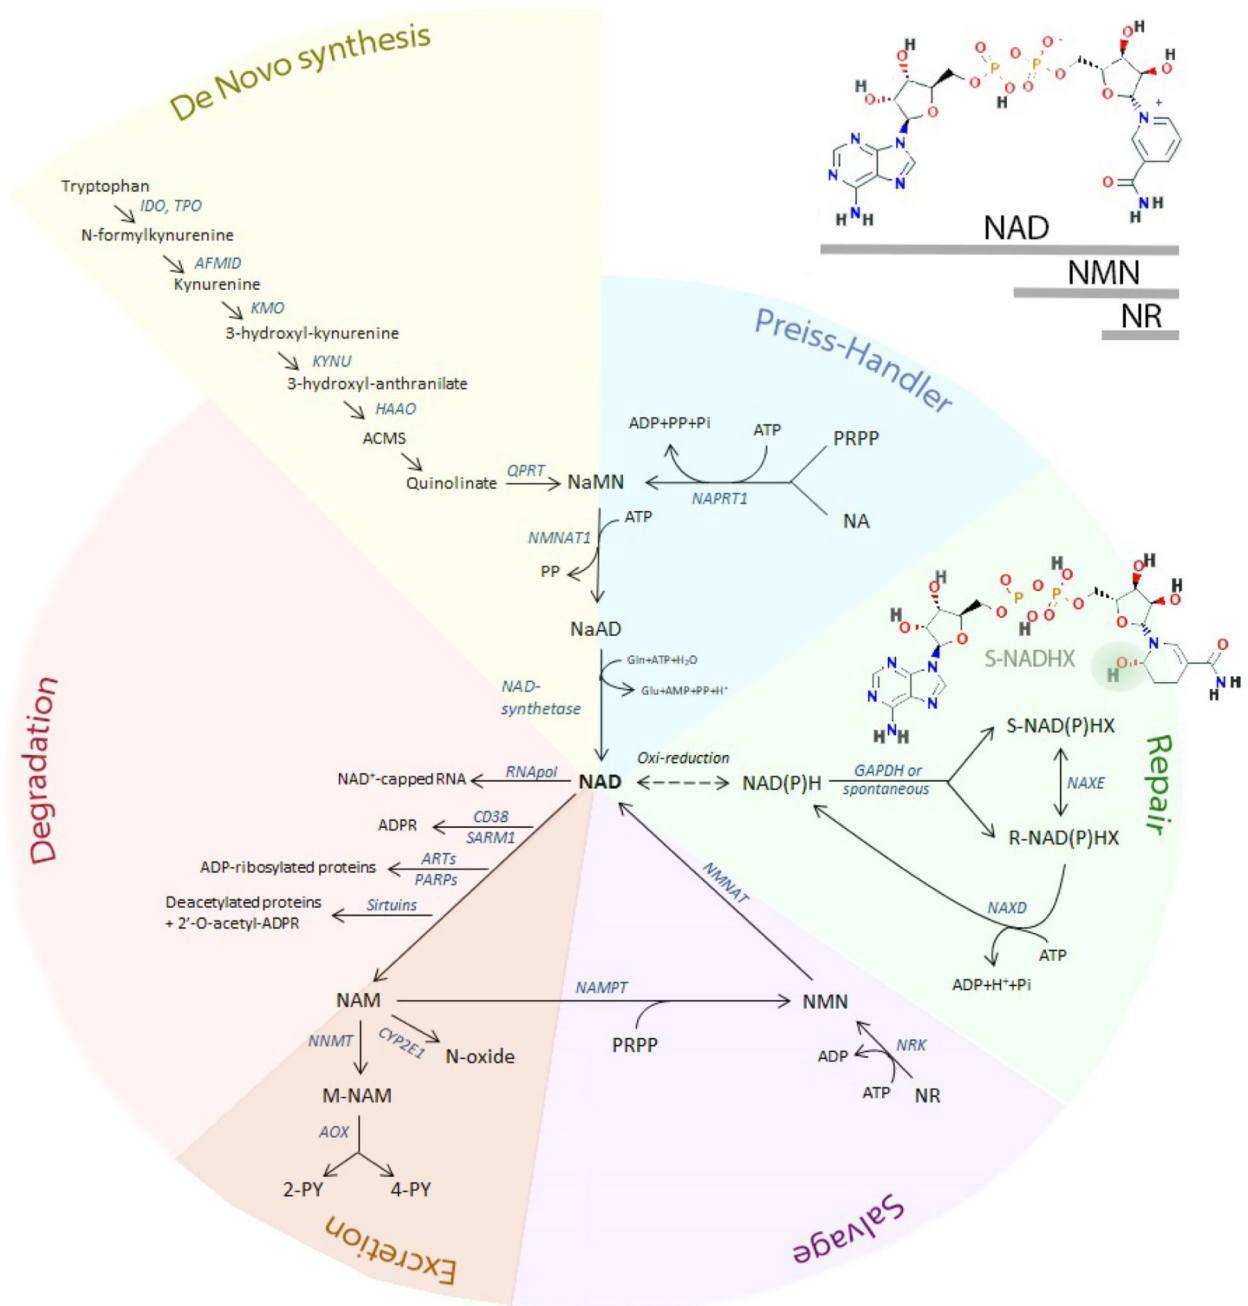 De Novo synthesis
Tryptophan
IDO, TPO
N-formylkynurenine
AFMID
Kynurenine
KMO
3-hydroxyl-kynurenine
KYNU
3-hydroxyl-anthranilate
HAAO
ACMS
Quinolinate
QPRT
NaMN
NMNAT1
ATP
PP
NaAD
NAD-
synthetase
Gln+ATP+H₂O
Glu+AMP+PP+H⁺
NAD
Preiss-Handler
ADP+PP+Pi
ATP
PRPP
NAPRT1
NA
NAD
NMN
NR
S-NADHX
Repair
Oxi-reduction
NAD(P)H
GAPDH or
spontaneous
S-NAD(P)HX
NAXE
R-NAD(P)HX
NAXD
ATP
ADP+H⁺+Pi
Degradation
NAD⁺-capped RNA
RNApol
ADPR
CD38
SARM1
ADP-ribosylated proteins
ARTs
PARPs
Deacetylated proteins
+ 2’-O-acetyl-ADPR
Sirtuins
NAM
NNMT
CYP2E1
N-oxide
M-NAM
AOX
2-PY
4-PY
Excretion
NAMPT
PRPP
NMN
NMNAT
ADP
NRK
ATP
NR
Salvage
H
O
H
O
O
O
N
N
N
N
N
H
H
O
P
O
H
O
O
P
O
O⁻
O
O
H
O
H
O
N
+
O
N
H
H
H
O
H
O
O
O
N
N
N
N
N
H
H
O
P
O
H
H
O
P
O
O
O
H
O
H
O
N
O
H
O
N
H
H